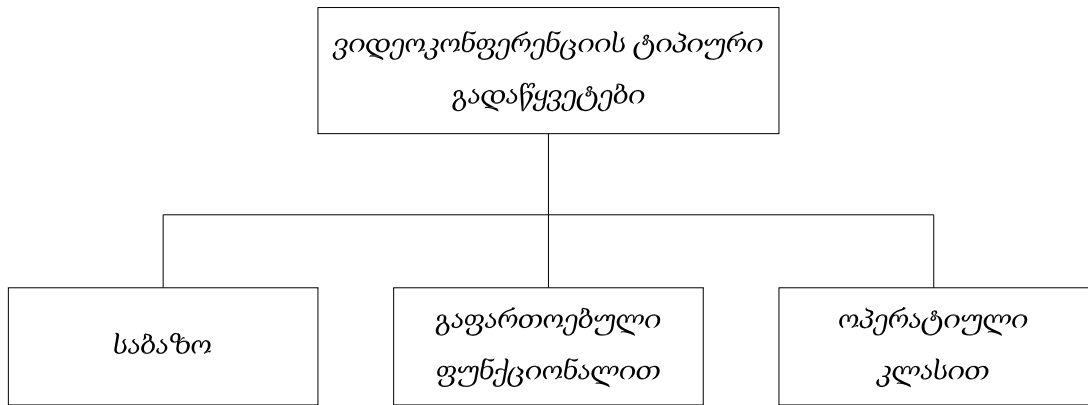 ვიდეოკონფერენციის ტიპიური
გადაწყვეტები
საბაზო
გაფართოებული
ფუნქციონალით
ოპერატიული
კლასით